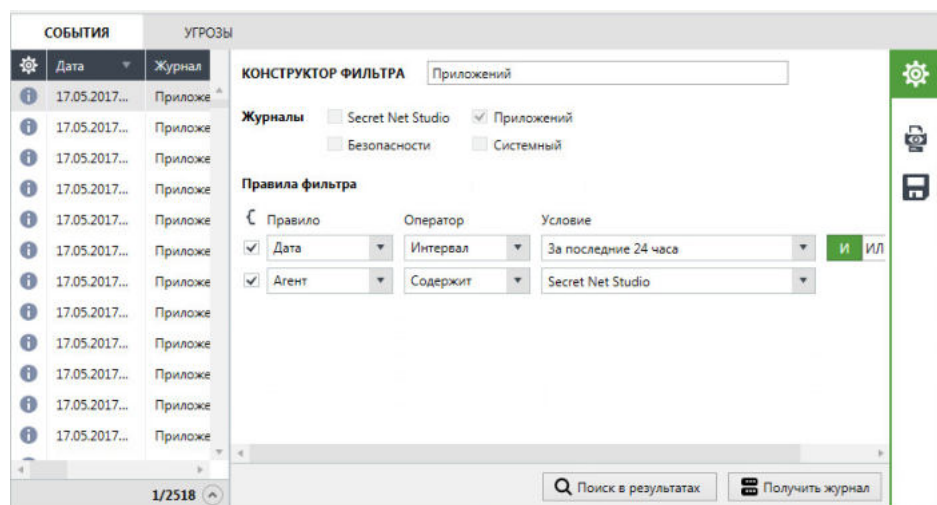 СОБЫТИЯ УГРОЗЫ
Дата Журнал
17.05.2017... Приложе
17.05.2017... Приложе
17.05.2017... Приложе
17.05.2017... Приложе
17.05.2017... Приложе
17.05.2017... Приложе
17.05.2017... Приложе
17.05.2017... Приложе
17.05.2017... Приложе
17.05.2017... Приложе
17.05.2017... Приложе
17.05.2017... Приложе
1/2518
КОНСТРУКТОР ФИЛЬТРА Приложений
Журналы Secret Net Studio Приложений
Безопасности Системный
Правила фильтра
Правило Оператор Условие
Дата Интервал За последние 24 часа И ИЛ
Агент Содержит Secret Net Studio
Поиск в результатах Получить журнал